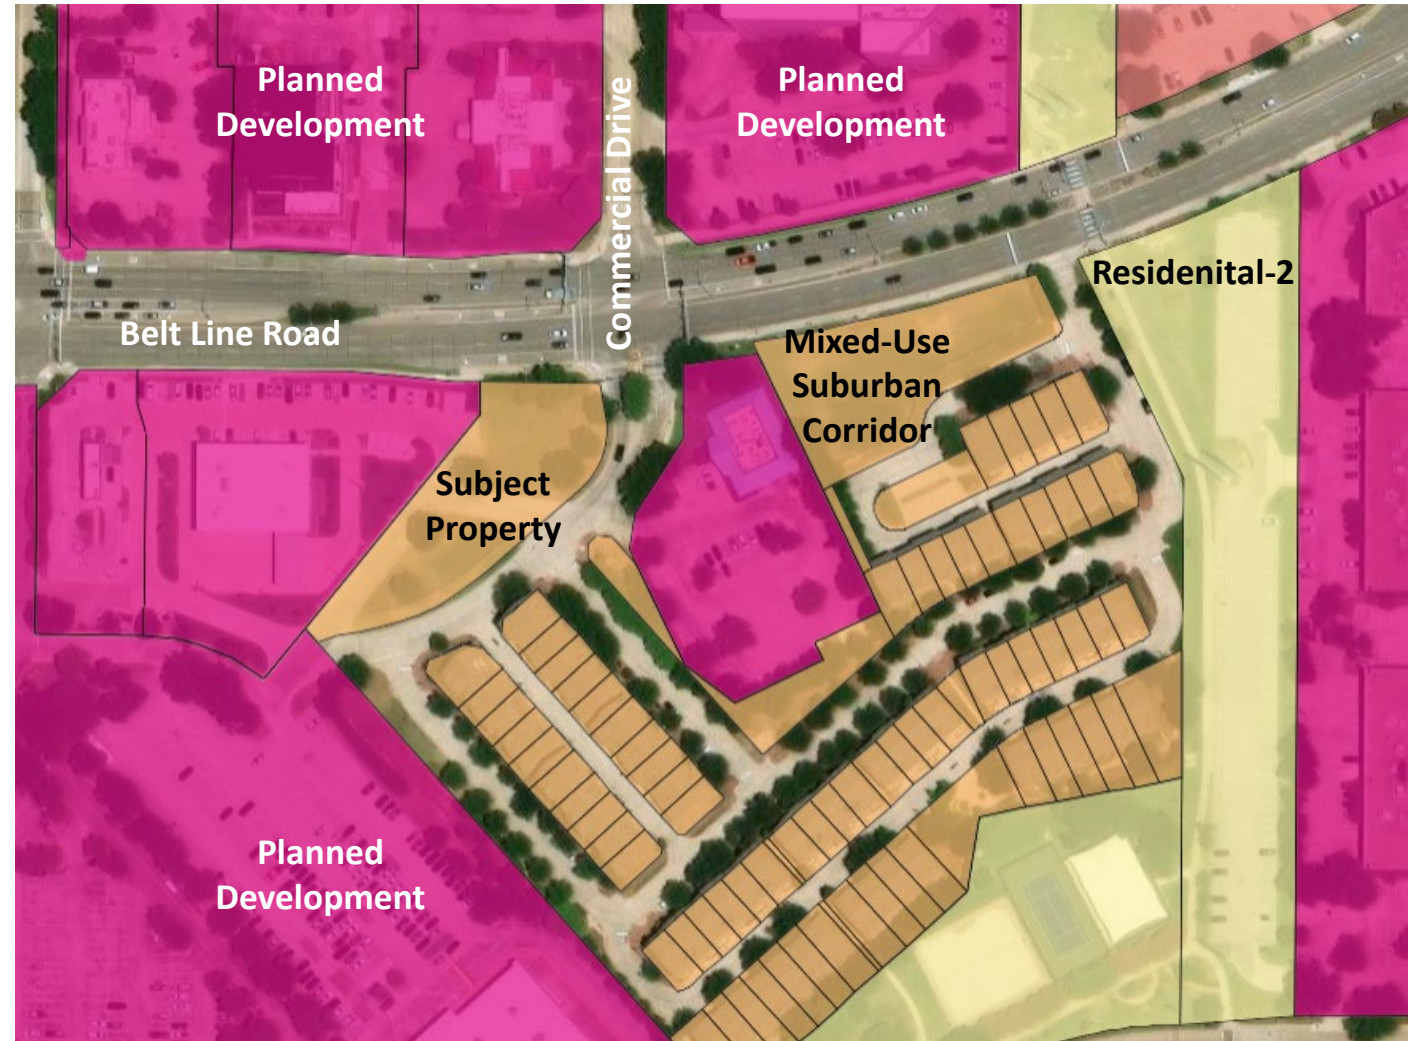 Planned
Development
Planned
Development
Commercial Drive
Residenital-2
Belt Line Road
Mixed-Use
Suburban
Corridor
Subject
Property
Planned
Development